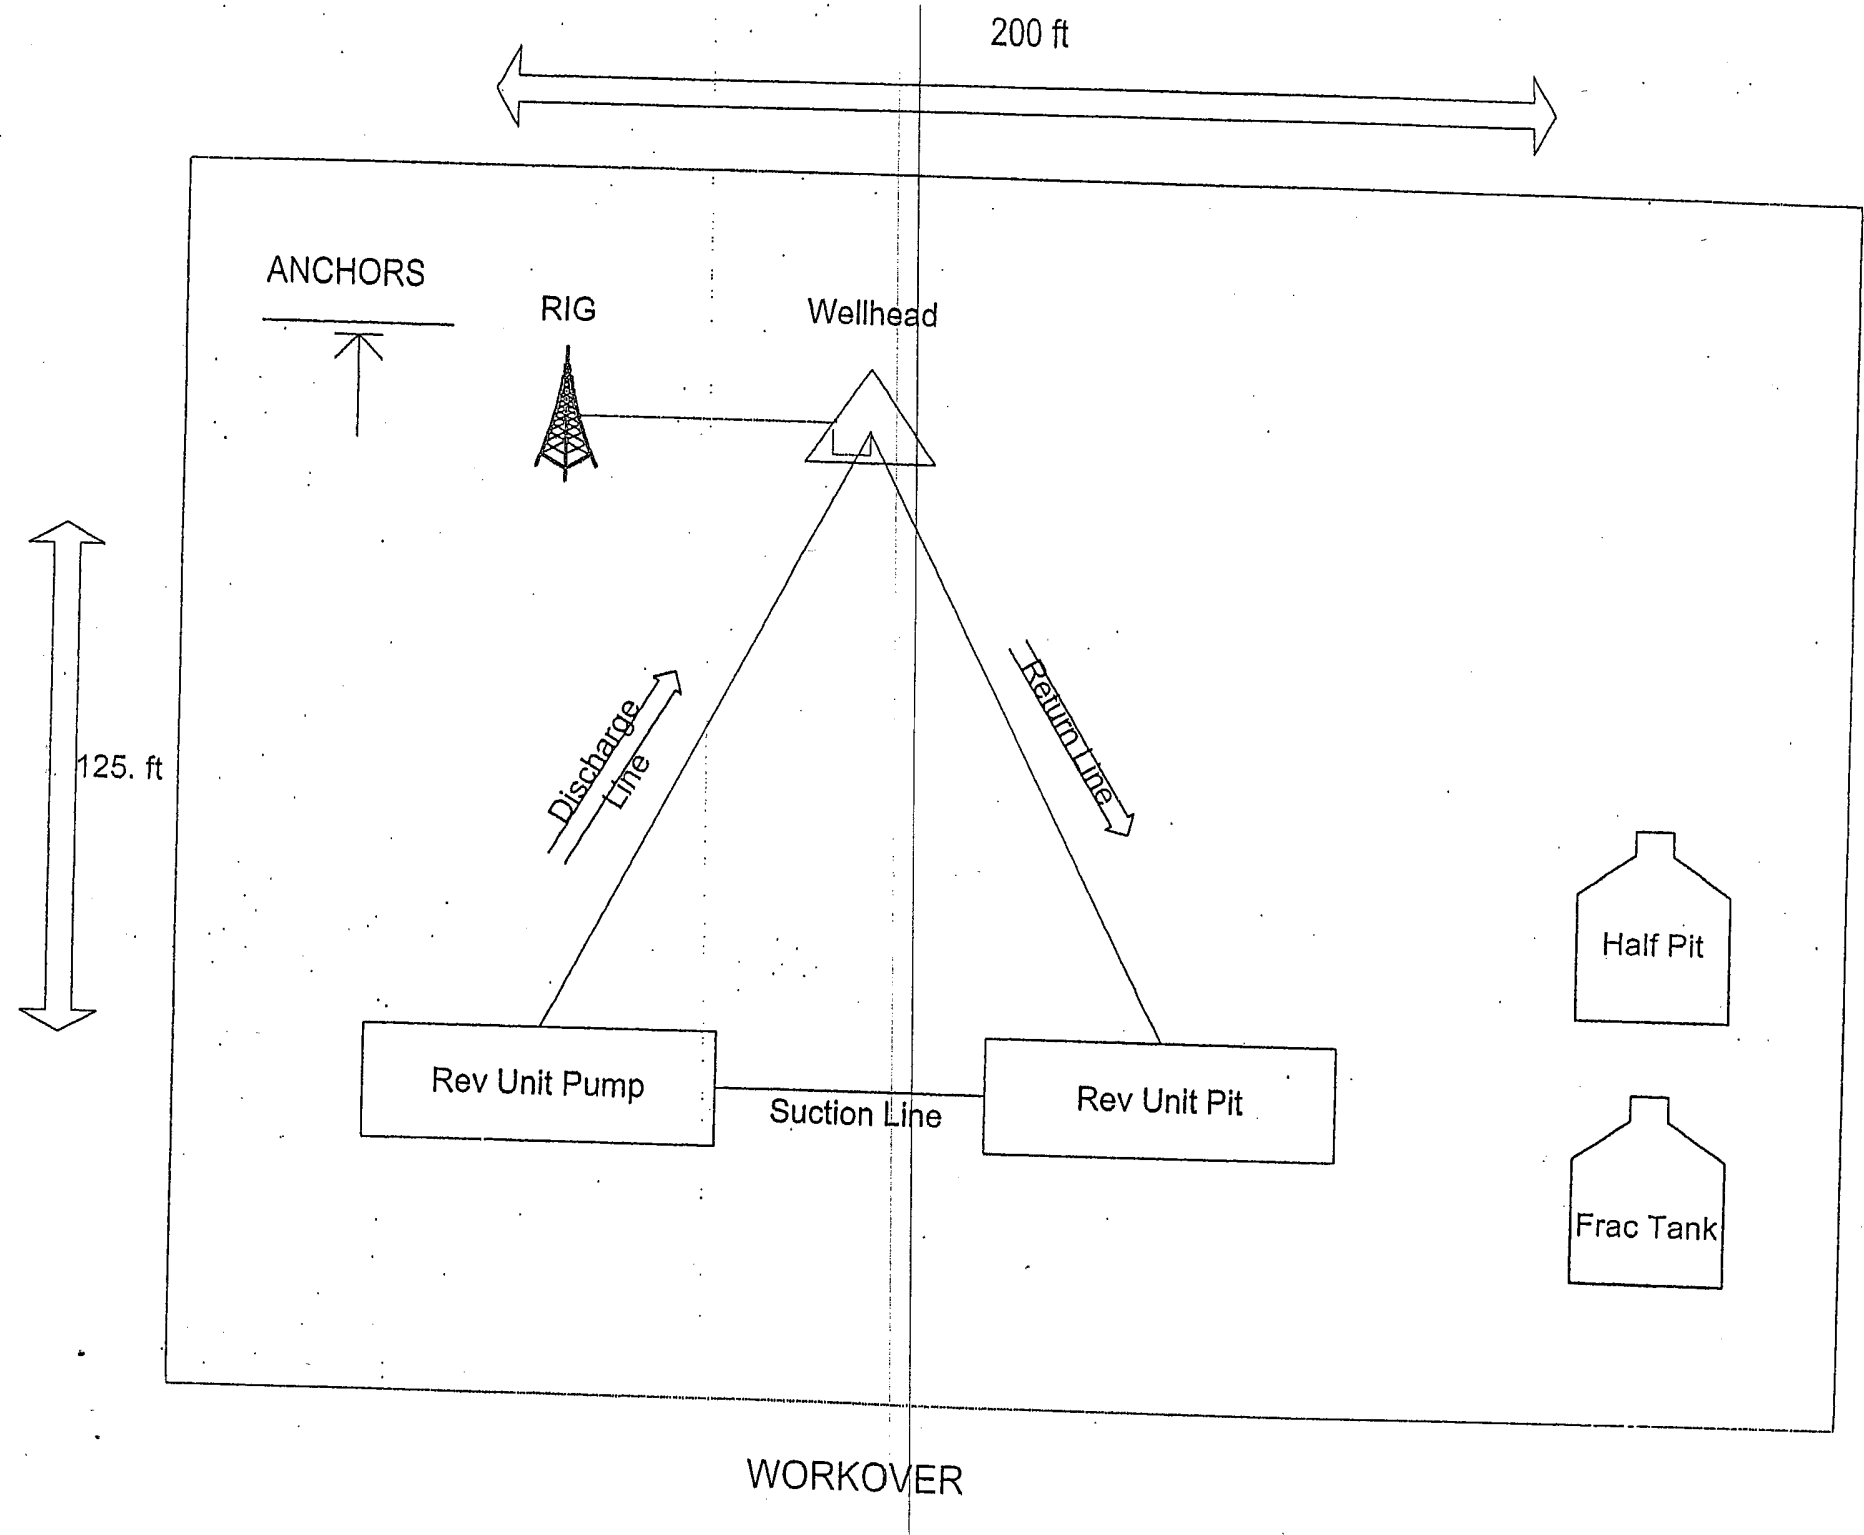 200 ft
ANCHORS
RIG
Wellhead
Discharge
Line
Return Line
125. ft
Half Pit
Rev Unit Pump
Suction Line
Rev Unit Pit
Frac Tank
WORKOVER